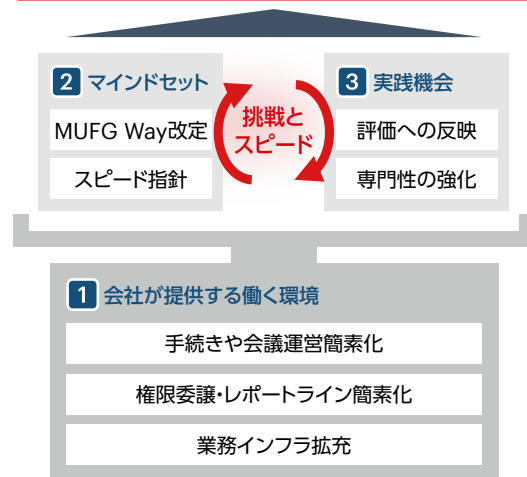 2 マインドセット
MUFG Way改定
スピード指針
挑戦と
スピード
3 実践機会
評価への反映
専門性の強化
1 会社が提供する働く環境
手続きや会議運営簡素化
権限委譲・レポートライン簡素化
業務インフラ拡充